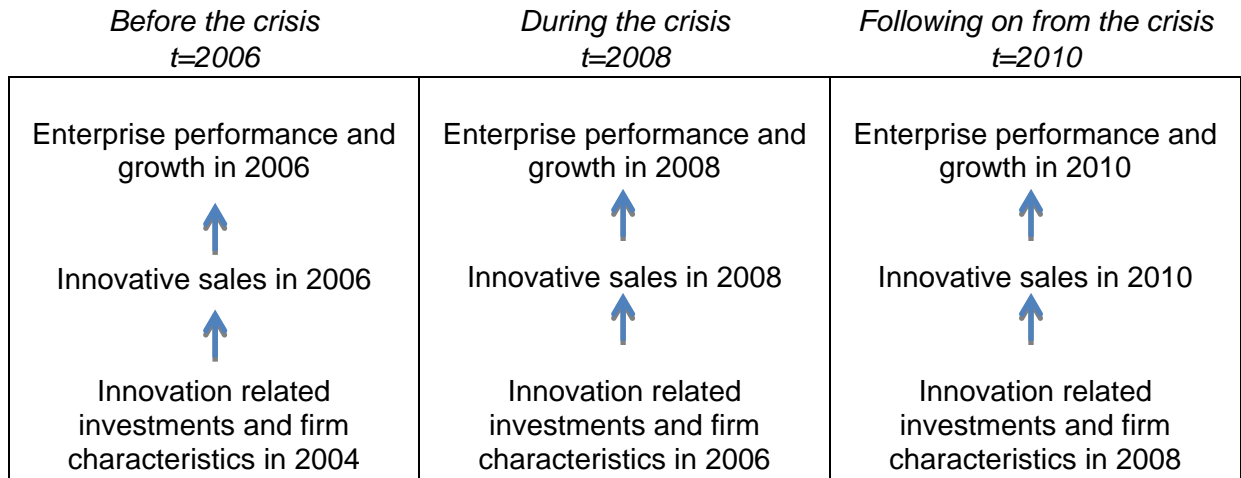 Before the crisis
t=2006
During the crisis
t=2008
Following on from the crisis
t=2010
Enterprise performance and
growth in 2006
Innovative sales in 2006
Innovation related
investments and firm
characteristics in 2004
Enterprise performance and
growth in 2008
Innovative sales in 2008
Innovation related
investments and firm
characteristics in 2006
Enterprise performance and
growth in 2010
Innovative sales in 2010
Innovation related
investments and firm
characteristics in 2008